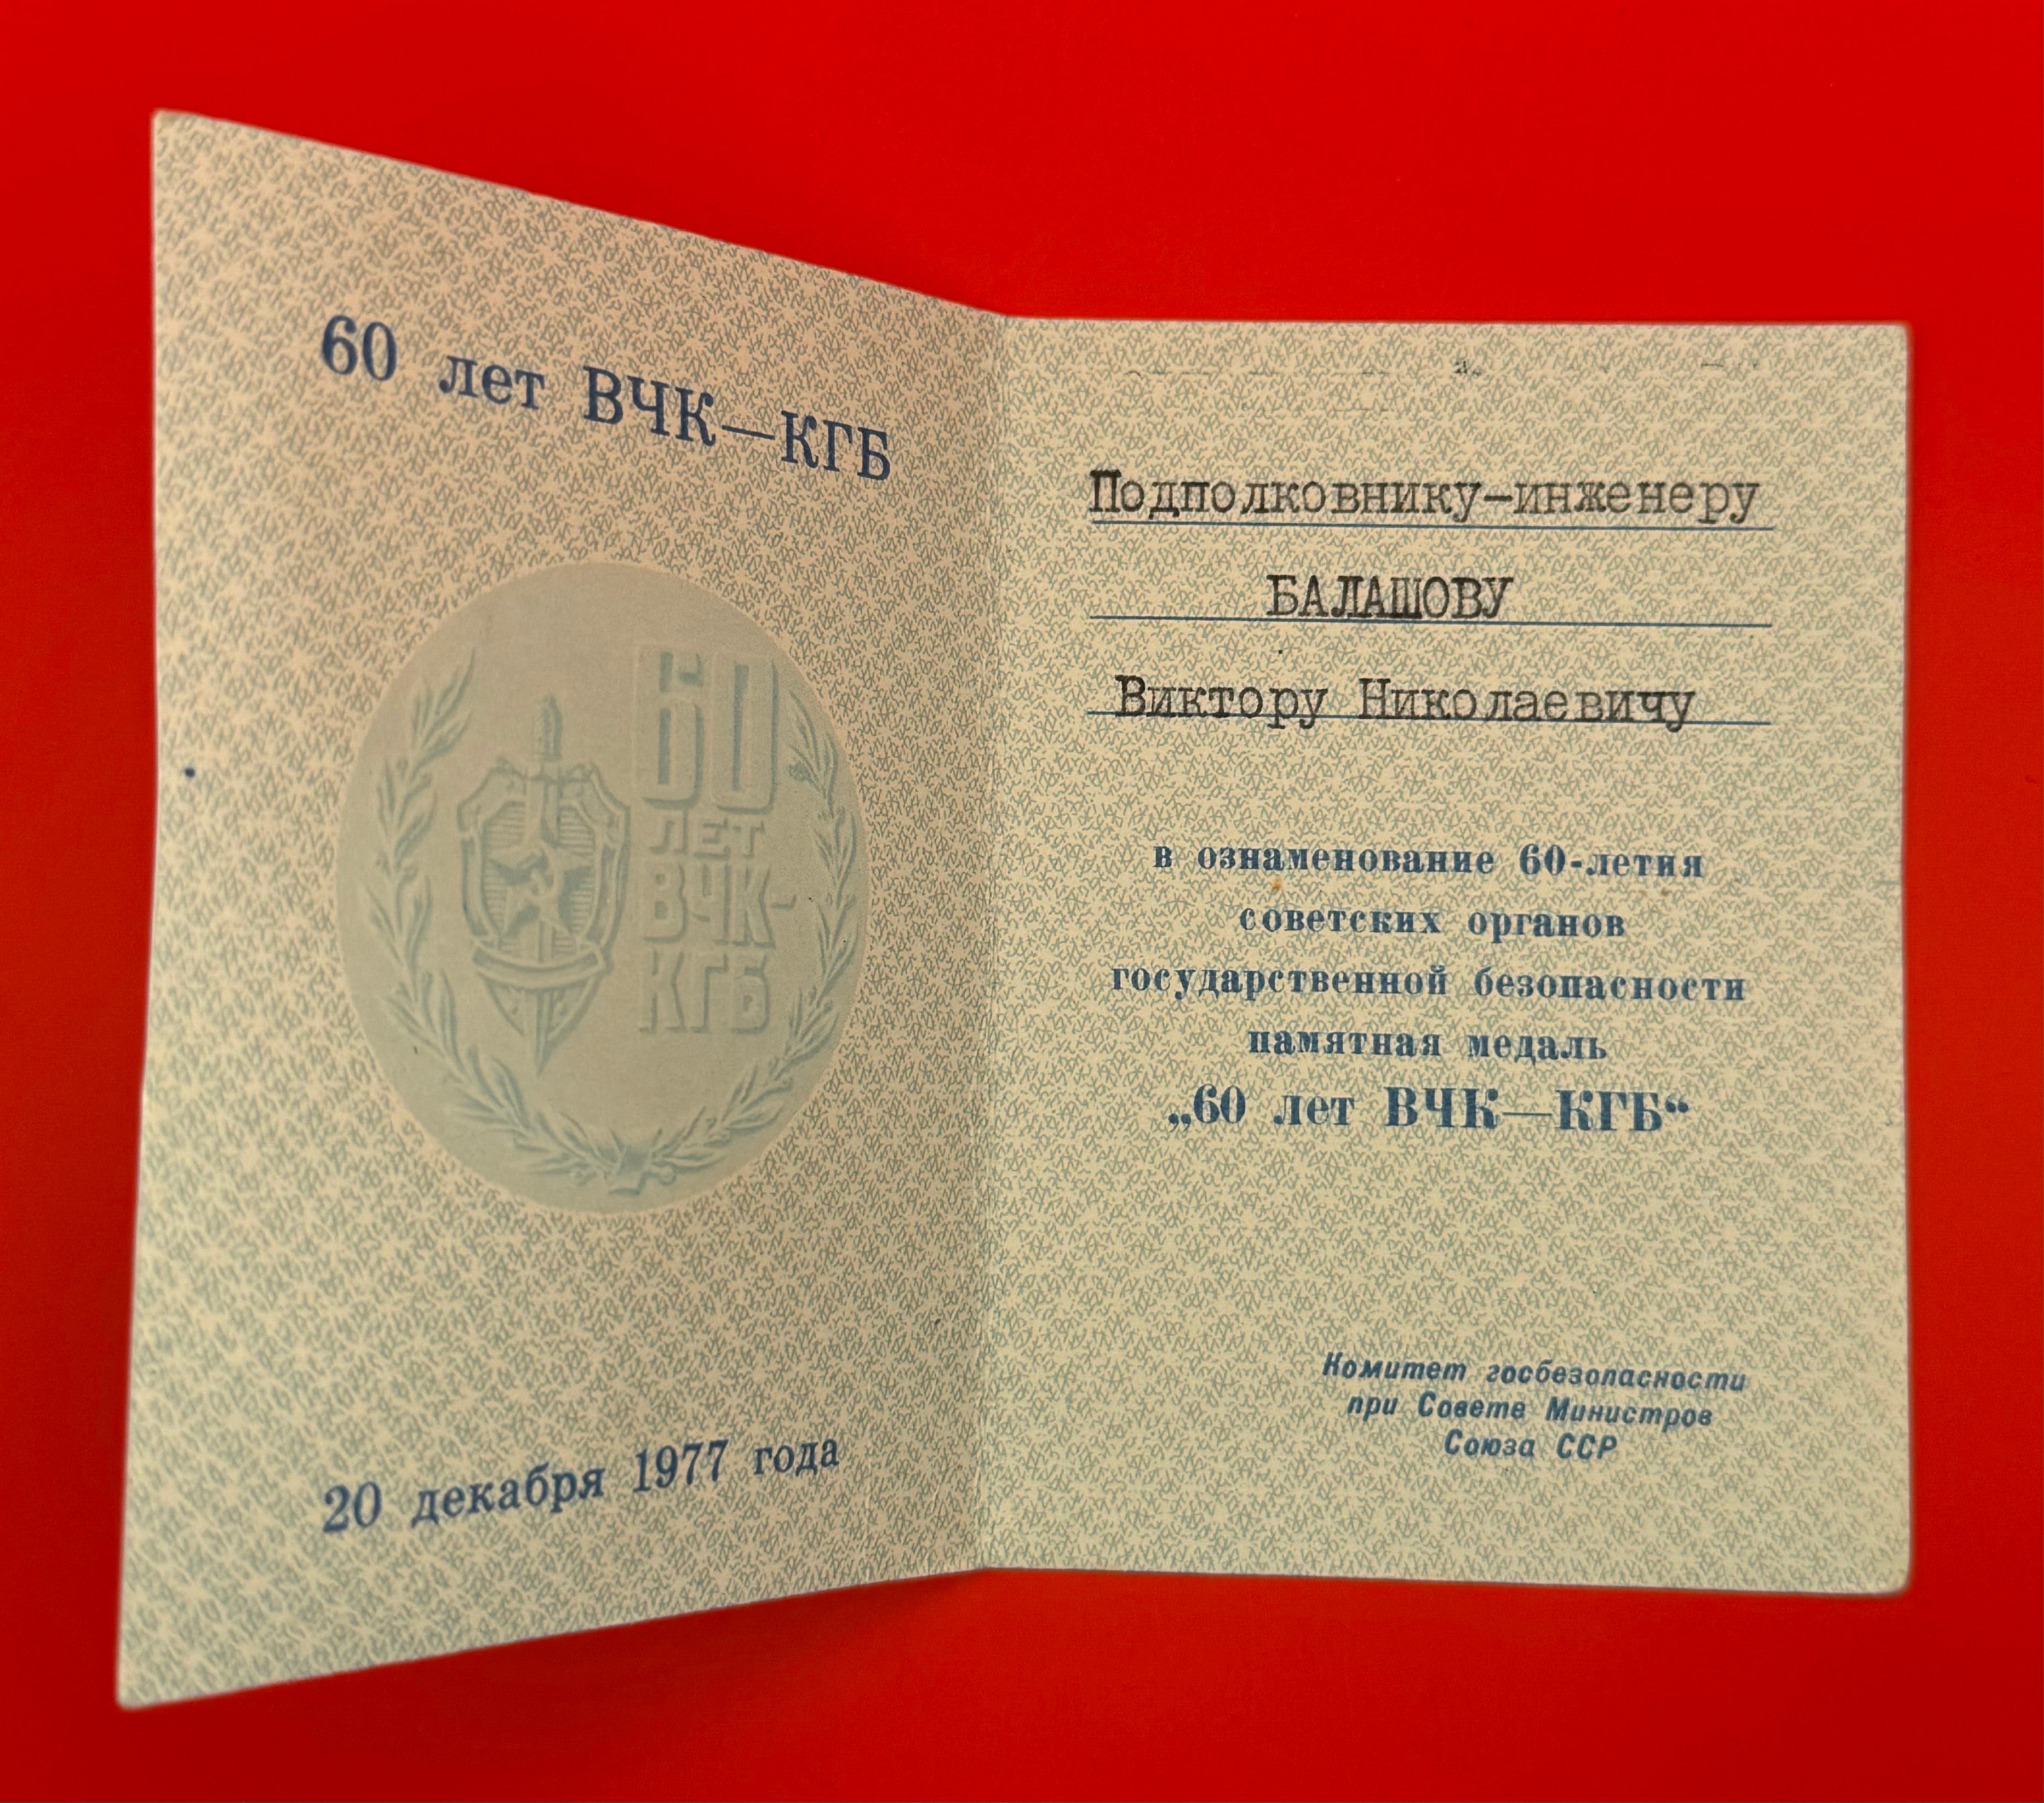 60 лет ВЧК—КГБ
60
ЛЕТ
ВЧК-
КГБ
20 декабря 1977 года
Подполковнику-инженеру
БАЛАШОВУ
Виктору Николаевичу
в ознаменование 60-летия
советских органов
государственной безопасности
памятная медаль
„60 лет ВЧК—КГБ“
Комитет госбезопасности
при Совете Министров
Союза ССР